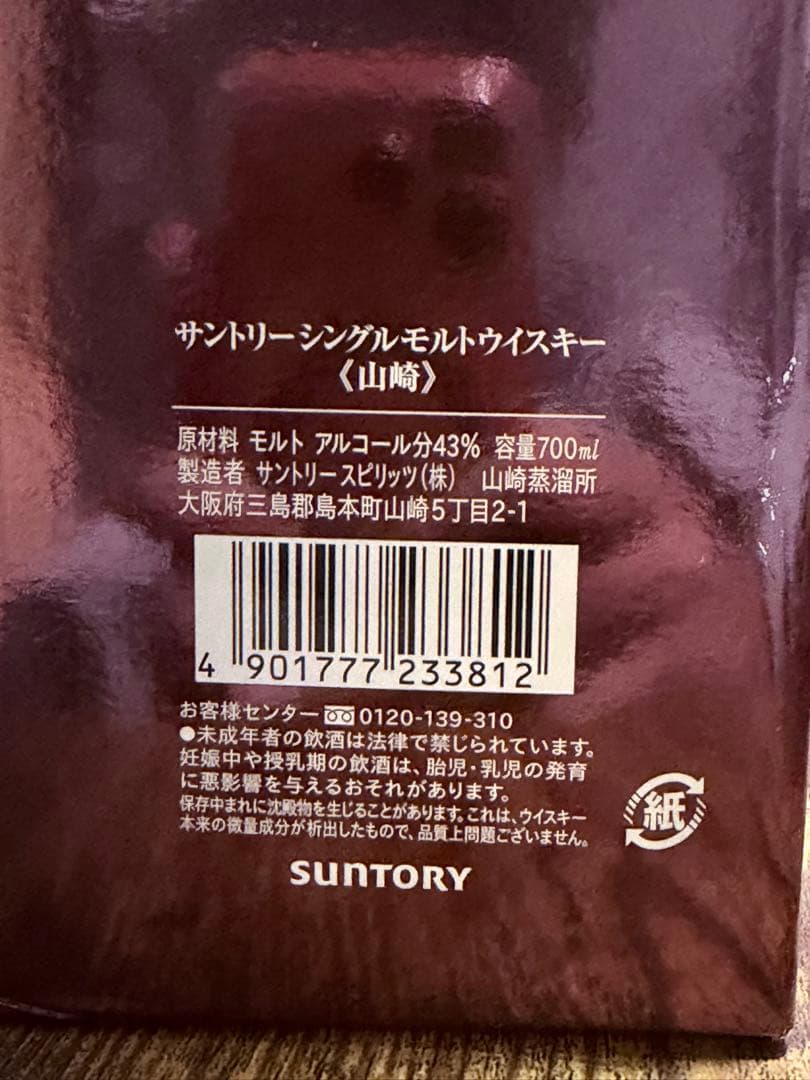 サントリーシングルモルトウイスキー
《山崎》
原材料 モルト アルコール分43% 容量700ml
製造者 サントリースピリッツ(株) 山崎蒸溜所
大阪府三島郡島本町山崎5丁目2-1
4 901777 233812
お客様センター 0120-139-310
●未成年者の飲酒は法律で禁じられています。
妊娠中や授乳期の飲酒は、胎児・乳児の発育
に悪影響を与えるおそれがあります。
保存中まれに沈殿物を生じることがあります。これは、ウイスキー
本来の微量成分が析出したもので、品質上問題ございません。
紙
SUNTORY